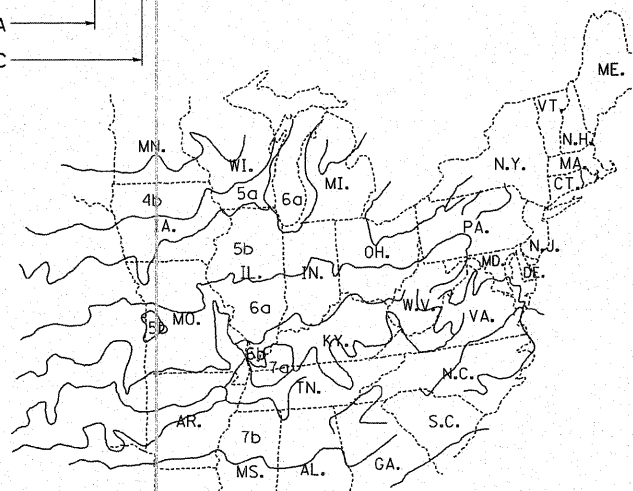 A
C
ME.
VT.
N.H.
MN.
WI.
N.Y.
MA.
CT.
MI.
4b
5a
6a
A.
PA.
5b
OH.
N.J.
IL.
IN.
MD.
DE.
6a
W.V.
5b
MO.
VA.
KY.
6b
7a
N.C.
TN.
AR.
S.C.
7b
MS.
AL.
GA.